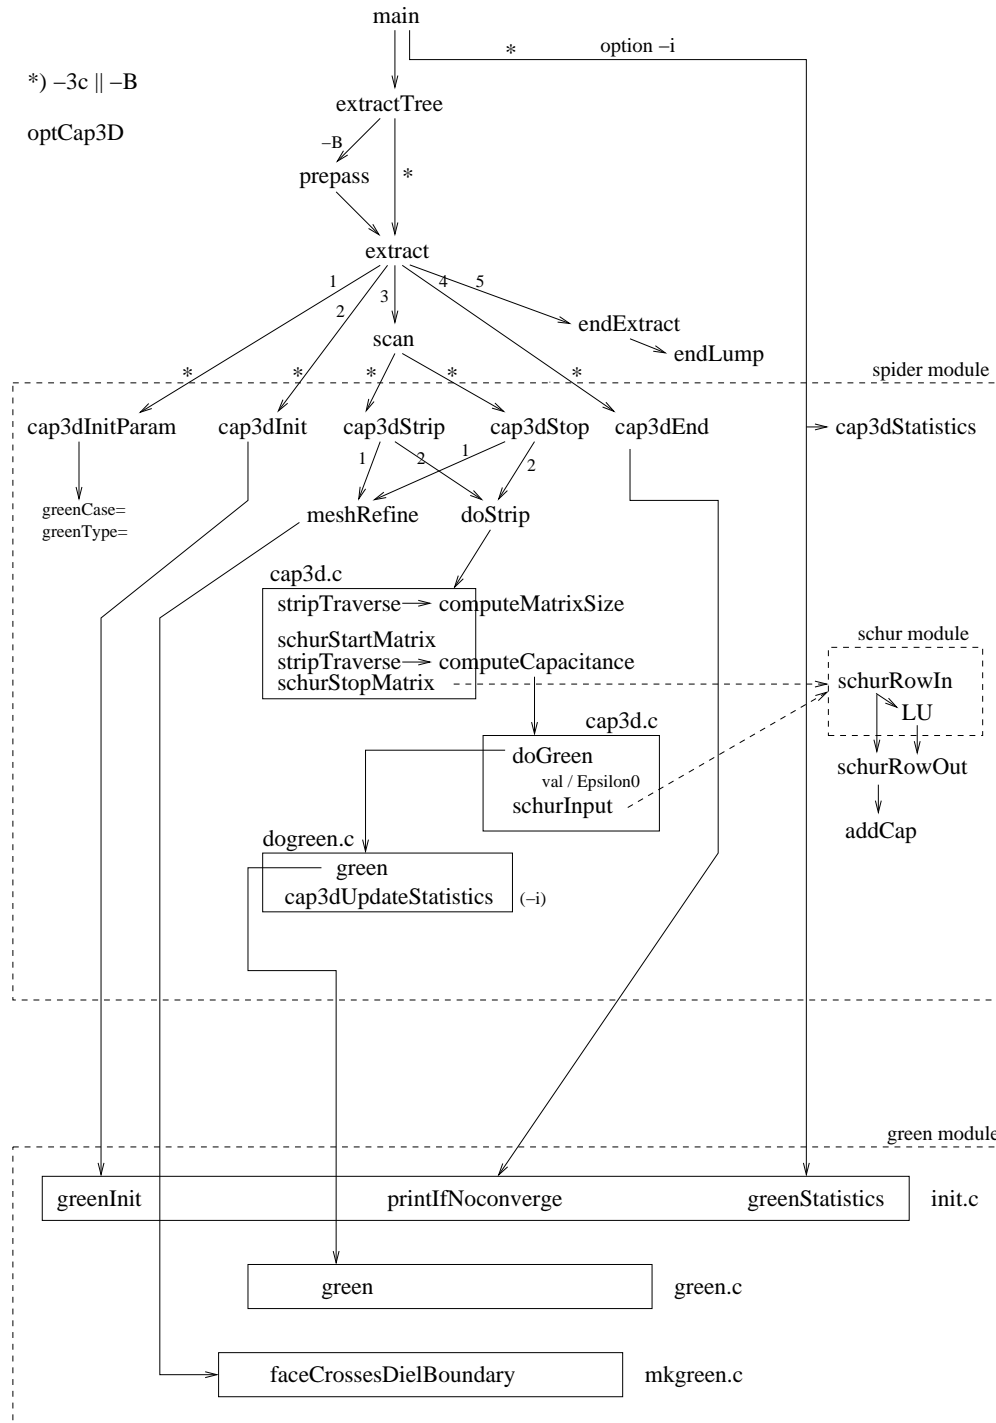 main
* option –i
*) –3c || –B
extractTree
optCap3D
–B
prepass
*
extract
1
2
3
4
5
endExtract
scan
endLump
* * * * *
spider module
cap3dInitParam
cap3dInit
cap3dStrip
cap3dStop
cap3dEnd
cap3dStatistics
1 2 1 2
greenCase=
greenType=
meshRefine
doStrip
cap3d.c
stripTraverse
computeMatrixSize
schurStartMatrix
stripTraverse
computeCapacitance
schurStopMatrix
schur module
schurRowIn
LU
schurRowOut
addCap
cap3d.c
doGreen
val / Epsilon0
schurInput
dogreen.c
green
cap3dUpdateStatistics
(–i)
green module
greenInit
printIfNoconverge
greenStatistics
init.c
green
green.c
faceCrossesDielBoundary
mkgreen.c